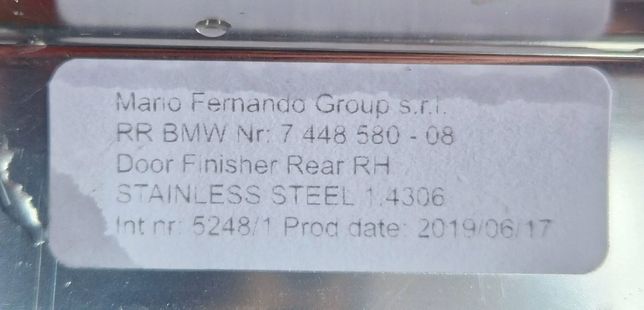 Mario Fernando Group s.r.l.
RR BMW Nr: 7 448 580 - 08
Door Finisher Rear RH
STAINLESS STEEL 1.4306
Int nr: 5248/1 Prod date: 2019/06/17